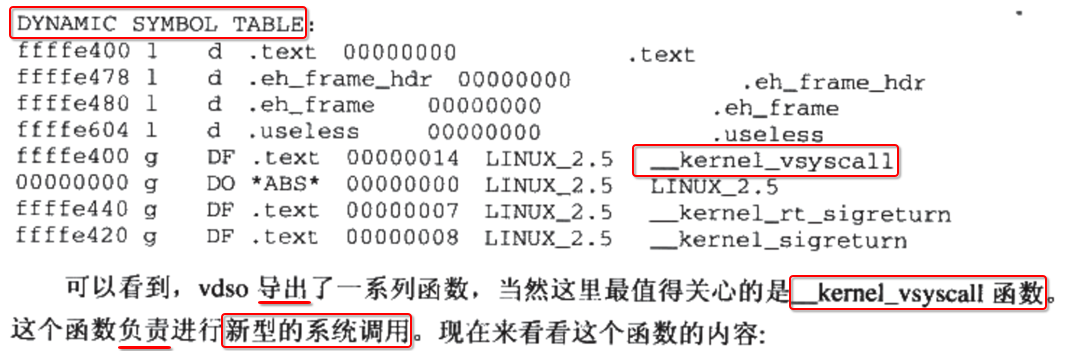 DYNAMIC SYMBOL TABLE:
ffffe400 l d .text 00000000 .text
ffffe478 l d .eh_frame_hdr 00000000 .eh_frame_hdr
ffffe480 l d .eh_frame 00000000 .eh_frame
ffffe604 l d .useless 00000000 .useless
ffffe400 g DF .text 00000014 LINUX_2.5 __kernel_vsyscall
00000000 g DO *ABS* 00000000 LINUX_2.5 LINUX_2.5
ffffe440 g DF .text 00000007 LINUX_2.5 __kernel_rt_sigreturn
ffffe420 g DF .text 00000008 LINUX_2.5 __kernel_sigreturn
可以看到，vdso 导出了一系列函数，当然这里最值得关心的是__kernel_vsyscall 函数。
这个函数负责进行新型的系统调用。现在来看看这个函数的内容：